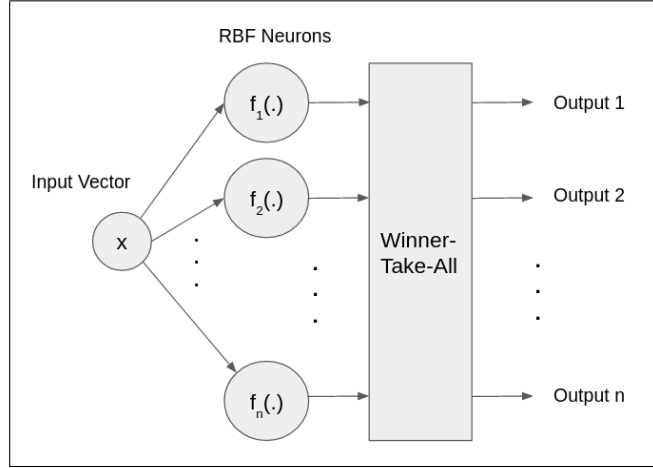 RBF Neurons
Input Vector
x
f1(.)
f2(.)
fn(.)
Winner-
Take-All
Output 1
Output 2
Output n